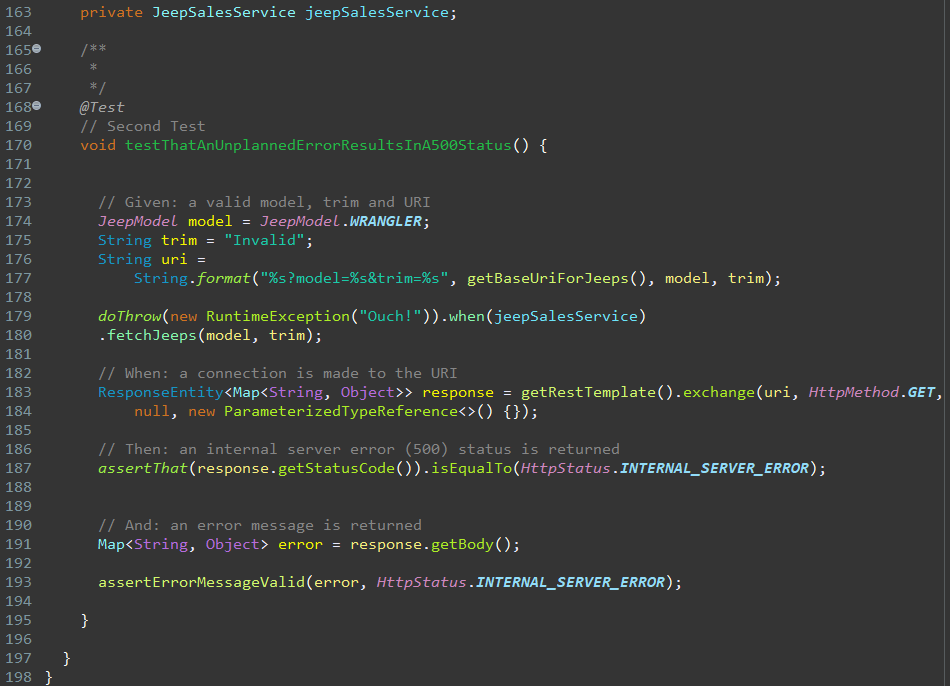 163     private JeepSalesService jeepSalesService;
164
165     /**
166      *
167      */
168     @Test
169     // Second Test
170     void testThatAnUnplannedErrorResultsInA500Status() {
171
172
173       // Given: a valid model, trim and URI
174       JeepModel model = JeepModel.WRANGLER;
175       String trim = "Invalid";
176       String uri =
177           String.format("%s?model=%s&trim=%s", getBaseUriForJeeps(), model, trim);
178
179       doThrow(new RuntimeException("Ouch!")).when(jeepSalesService)
180       .fetchJeeps(model, trim);
181
182       // When: a connection is made to the URI
183       ResponseEntity<Map<String, Object>> response = getRestTemplate().exchange(uri, HttpMethod.GET,
184           null, new ParameterizedTypeReference<>() {});
185
186       // Then: an internal server error (500) status is returned
187       assertThat(response.getStatusCode()).isEqualTo(HttpStatus.INTERNAL_SERVER_ERROR);
188
189
190       // And: an error message is returned
191       Map<String, Object> error = response.getBody();
192
193       assertErrorMessageValid(error, HttpStatus.INTERNAL_SERVER_ERROR);
194
195     }
196
197   }
198 }